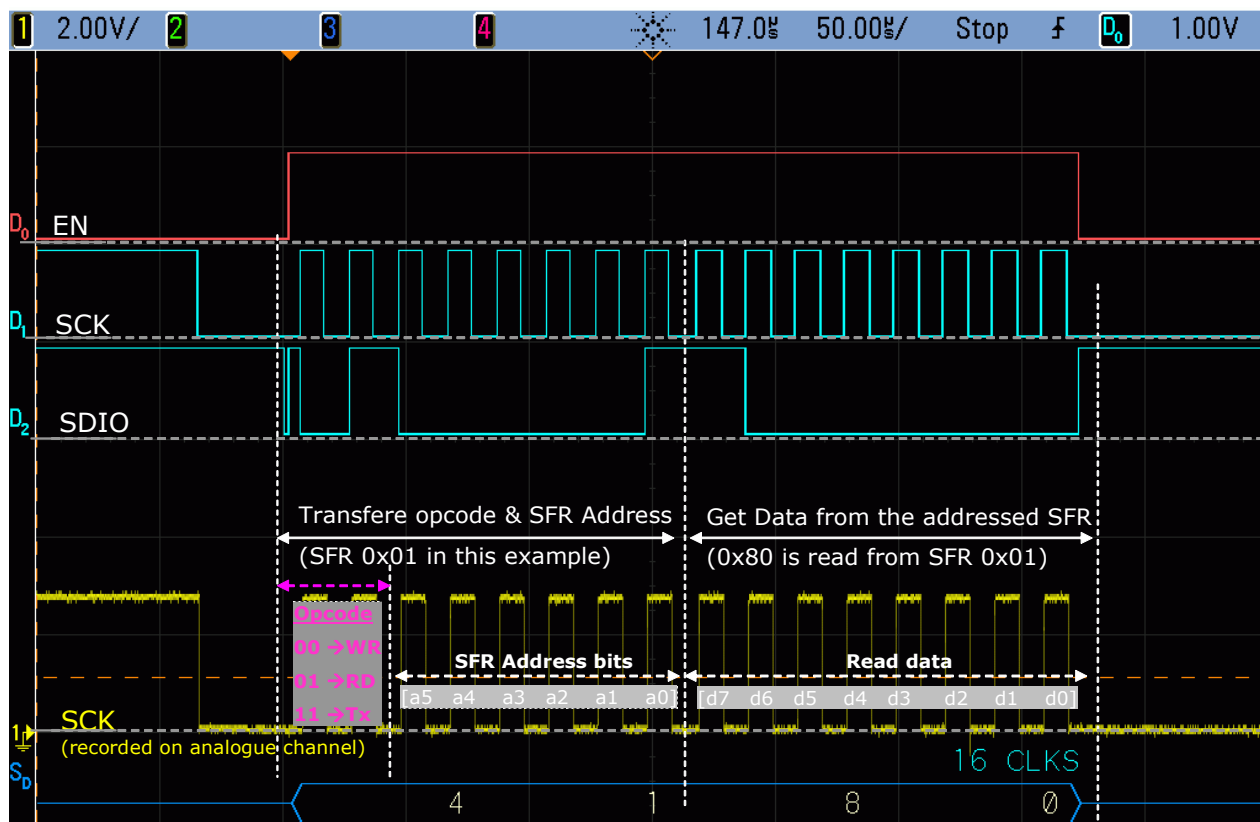 1 2.00V/ 2 3 4 147.0µs 50.00µs/ Stop D0 1.00V
D0 EN
D1 SCK
D2 SDIO
Transfere opcode & SFR Address
(SFR 0x01 in this example)
Get Data from the addressed SFR
(0x80 is read from SFR 0x01)
Opcode
00 →WR
01 →RD
11 →Tx
SFR Address bits
[a5 a4 a3 a2 a1 a0]
Read data
[d7 d6 d5 d4 d3 d2 d1 d0]
1 SCK
(recorded on analogue channel)
16 CLKS
SD
4 1 8 0